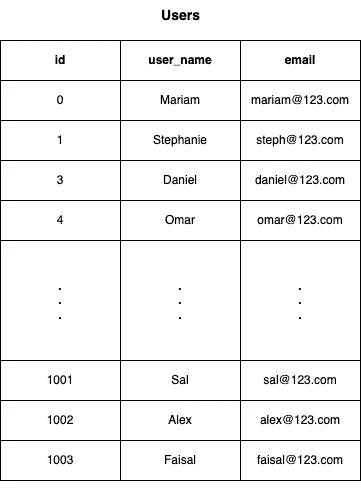 Users
id user_name email
0 Mariam mariam@123.com
1 Stephanie steph@123.com
3 Daniel daniel@123.com
4 Omar omar@123.com
. . .
. . .
. . .
1001 Sal sal@123.com
1002 Alex alex@123.com
1003 Faisal faisal@123.com